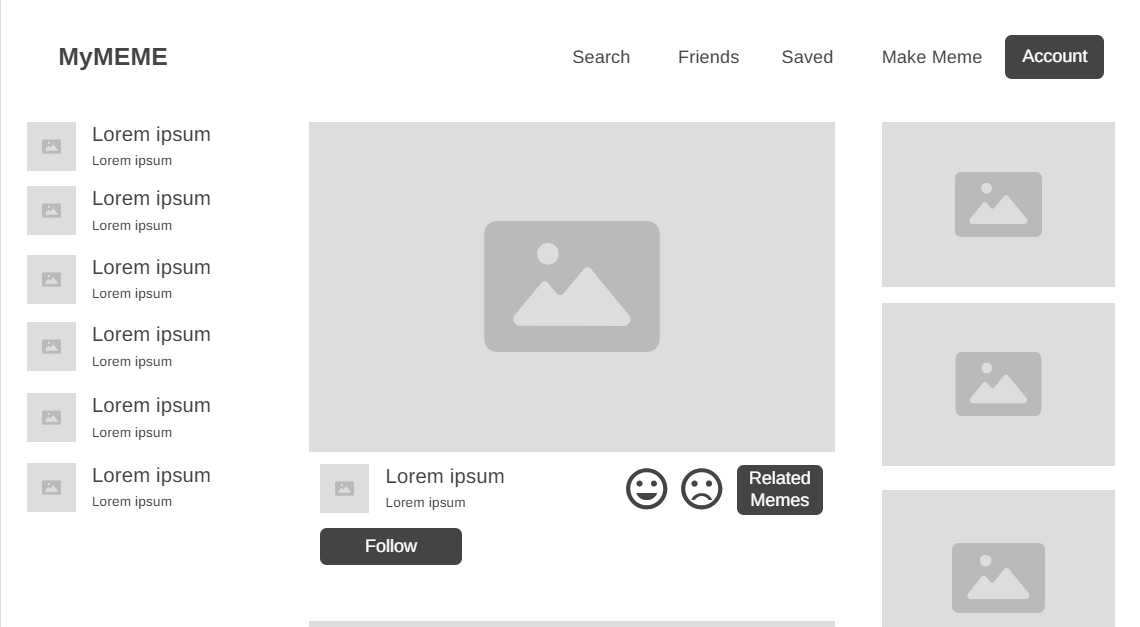 MyMEME
Search
Friends
Saved
Make Meme
Account
Lorem ipsum
Lorem ipsum
Lorem ipsum
Lorem ipsum
Lorem ipsum
Lorem ipsum
Lorem ipsum
Lorem ipsum
Lorem ipsum
Lorem ipsum
Lorem ipsum
Lorem ipsum
Lorem ipsum
Lorem ipsum
Related
Memes
Follow